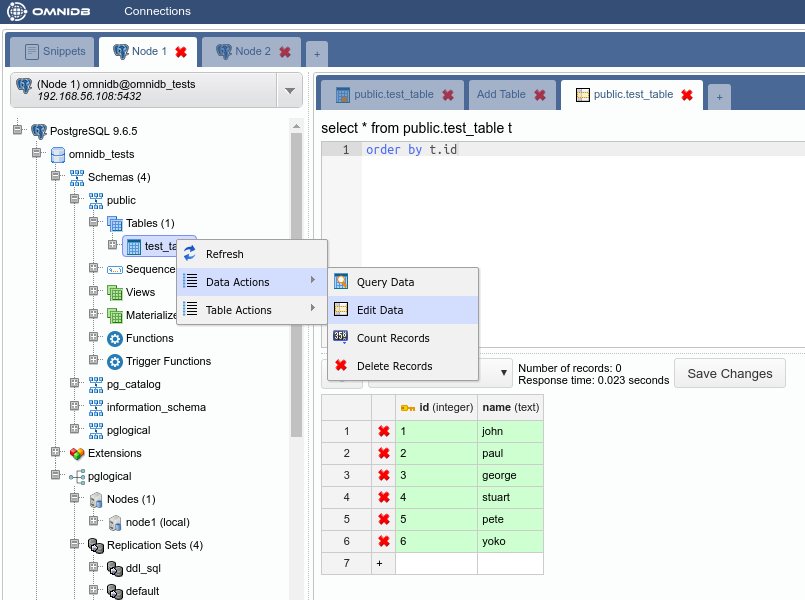 OMNIDB Connections
Snippets Node 1 Node 2 +
(Node 1) omnidb@omnidb_tests
192.168.56.108:5432
PostgreSQL 9.6.5
omnidb_tests
Schemas (4)
public
Tables (1)
test_ta
Sequence
Views
Materialize
Functions
Trigger Functions
pg_catalog
information_schema
pglogical
Extensions
pglogical
Nodes (1)
node1 (local)
Replication Sets (4)
ddl_sql
default
Refresh
Data Actions
Table Actions
Query Data
Edit Data
358
Count Records
Delete Records
public.test_table Add Table public.test_table +
select * from public.test_table t
1 order by t.id
Number of records: 0
Response time: 0.023 seconds
Save Changes
id (integer) name (text)
1 1 john
2 2 paul
3 3 george
4 4 stuart
5 5 pete
6 6 yoko
7 +